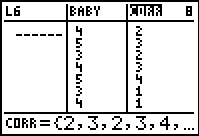 L6 BABY CORR 8
------ 4 2
5 3
3 2
4 3
5 4
3 1
4 1
CORR={2,3,2,3,4,...